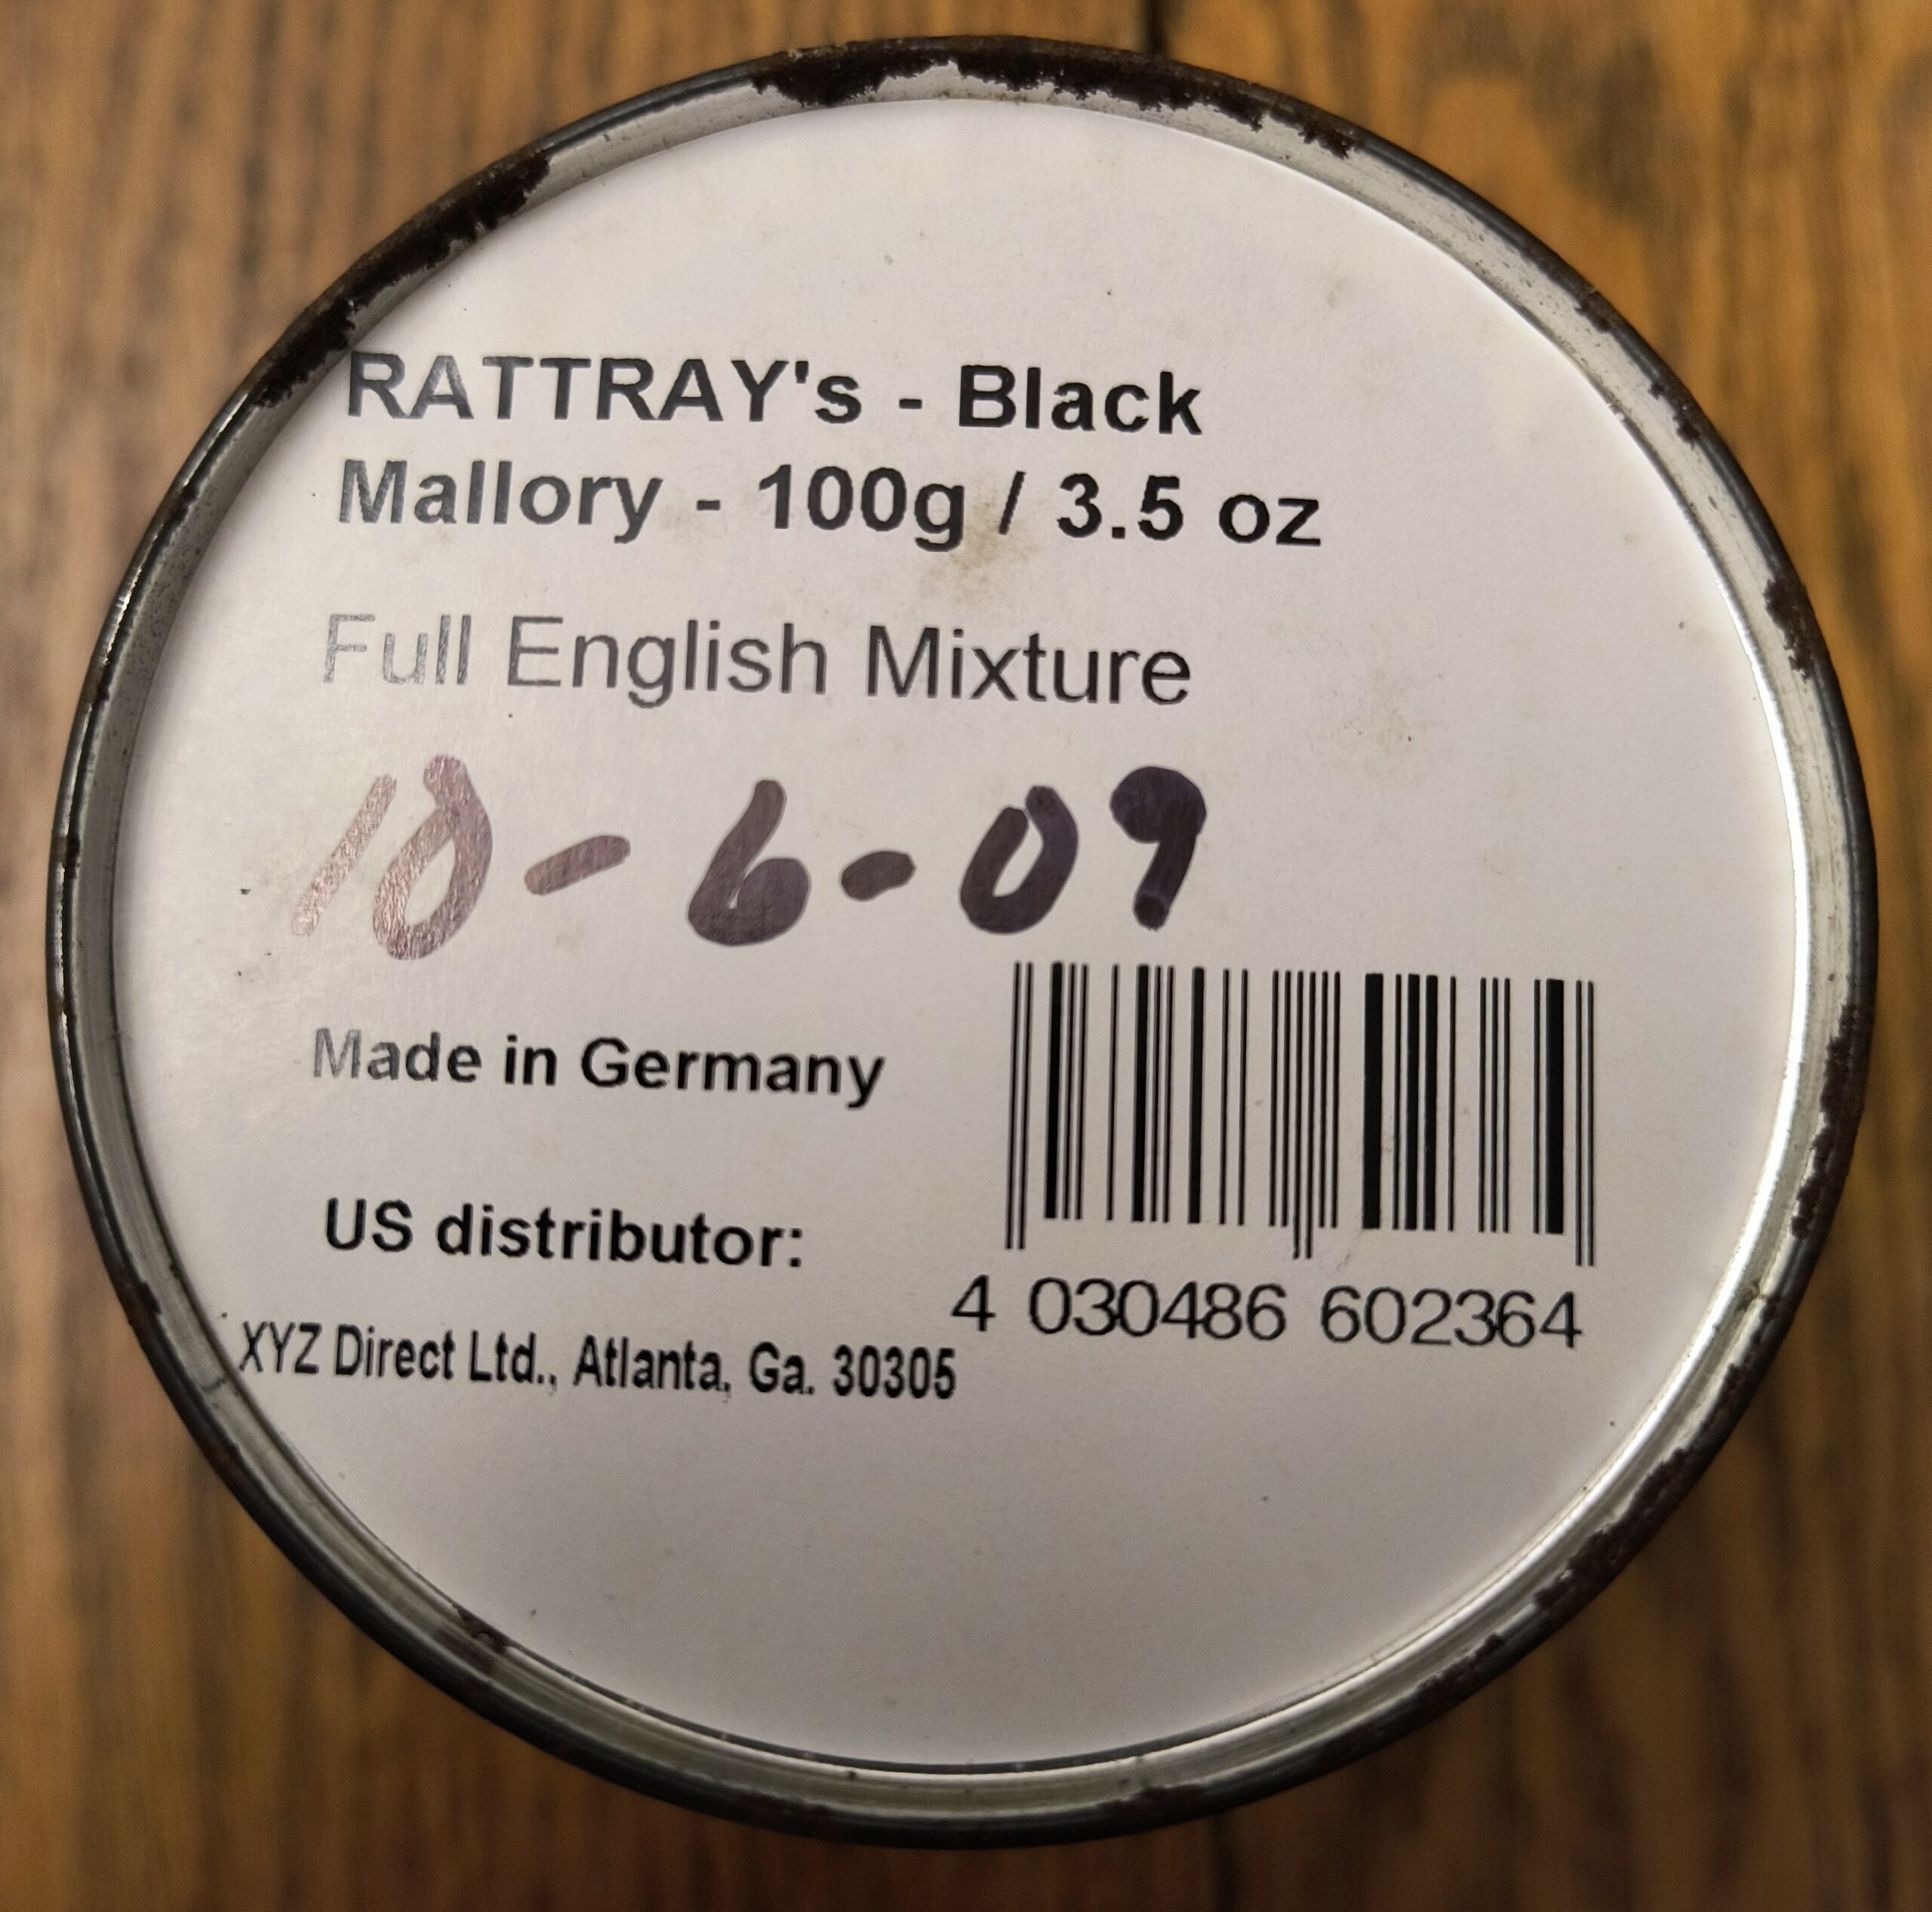 RATTRAY's - Black
Mallory - 100g / 3.5 oz
Full English Mixture
10-6-09
Made in Germany
US distributor:
XYZ Direct Ltd., Atlanta, Ga. 30305
4 030486 602364